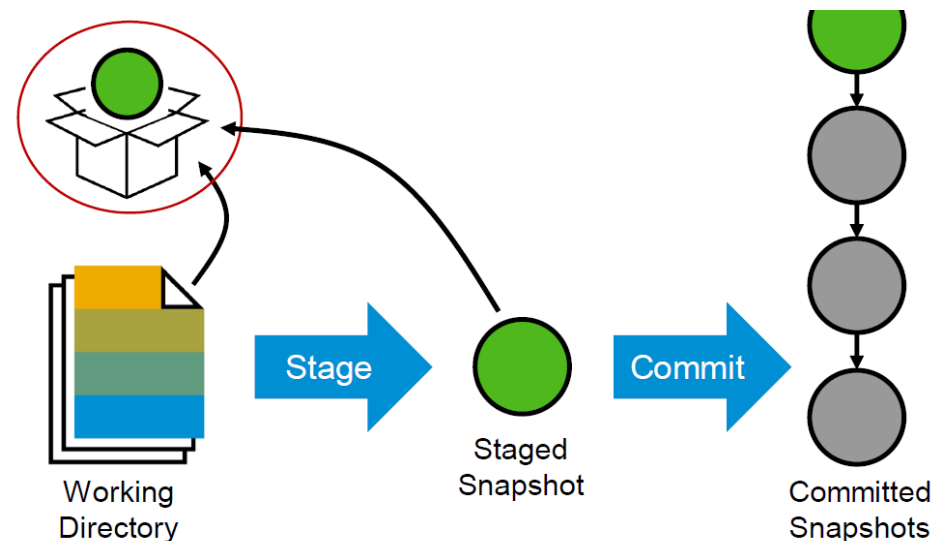 Stage
Commit
Staged
Snapshot
Working
Directory
Committed
Snapshots